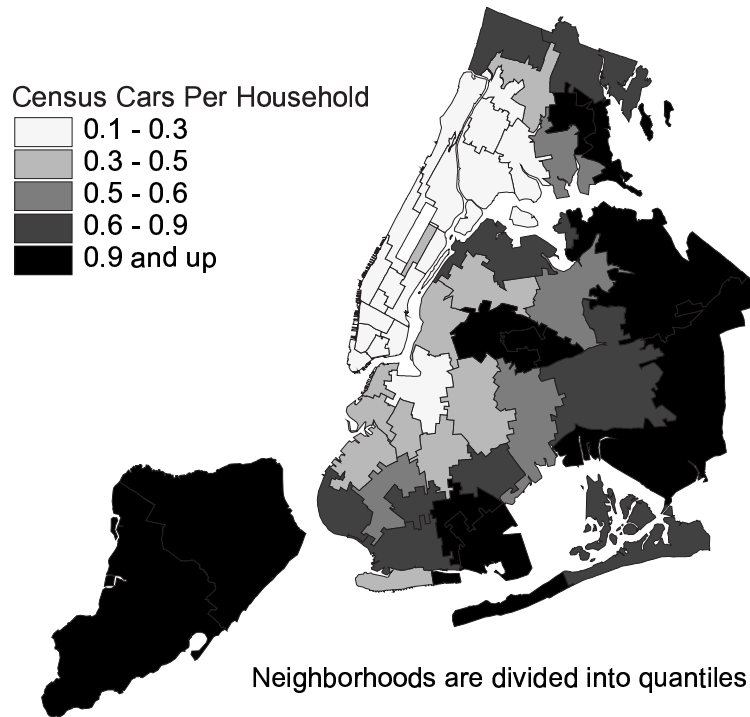 Census Cars Per Household
0.1 - 0.3
0.3 - 0.5
0.5 - 0.6
0.6 - 0.9
0.9 and up
Neighborhoods are divided into quantiles